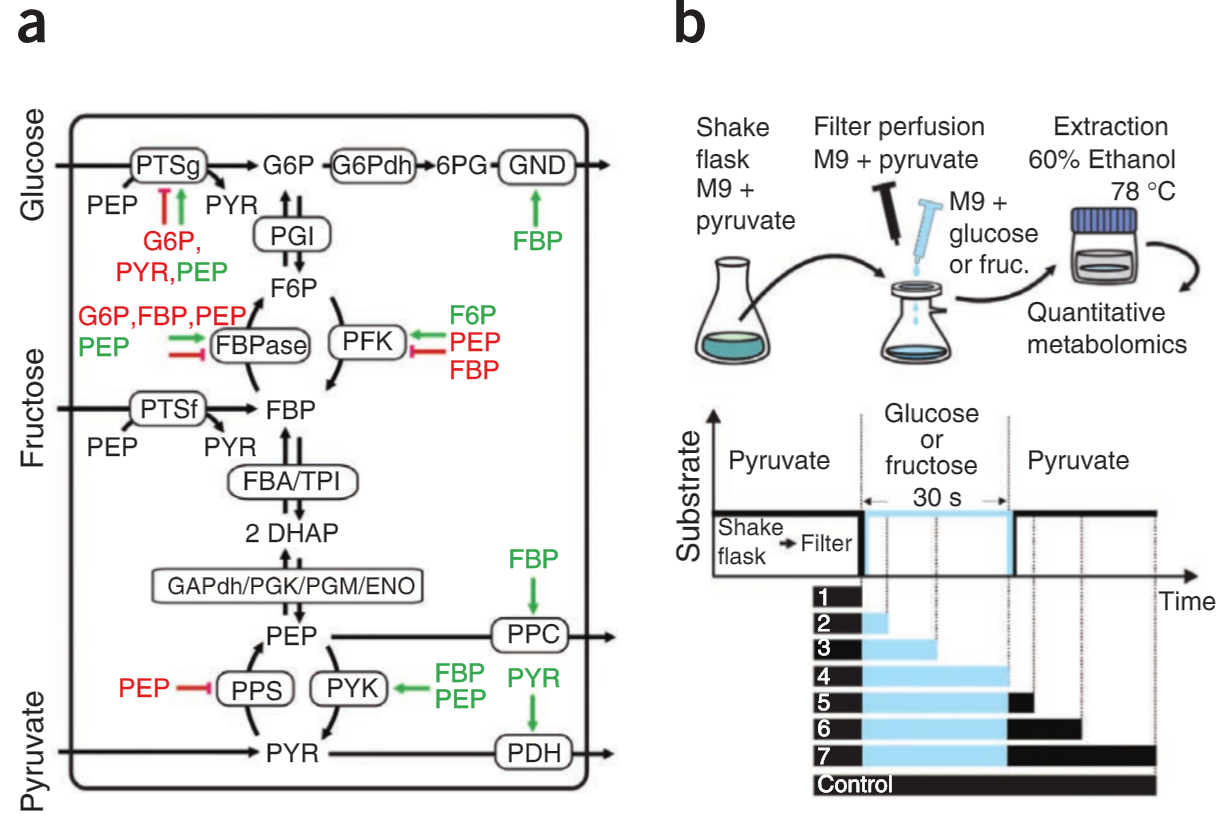 a
Glucose
Fructose
Pyruvate
PTSg
G6P
G6Pdh
6PG
GND
PEP
PYR
G6P,
PYR,PEP
PGI
FBP
F6P
G6P,FBP,PEP
PEP
FBPase
PFK
F6P
PEP
FBP
PTSf
FBP
PEP
PYR
FBA/TPI
2 DHAP
GAPdh/PGK/PGM/ENO
FBP
PEP
PPC
PEP
PPS
PYK
FBP
PEP
PYR
PYR
PDH
b
Shake
flask
M9 +
pyruvate
Filter perfusion
M9 + pyruvate
M9 +
glucose
or fruc.
Extraction
60% Ethanol
78 °C
Quantitative
metabolomics
Substrate
Pyruvate
Glucose
or
fructose
30 s
Pyruvate
Shake
flask
Filter
Time
1
2
3
4
5
6
7
Control